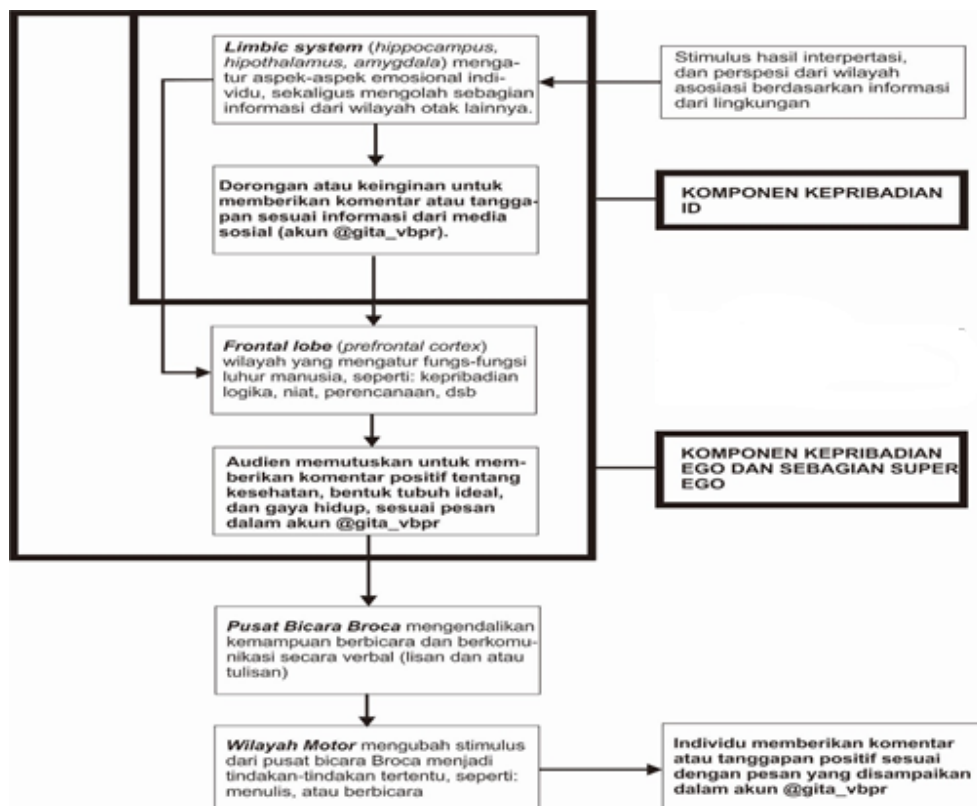 Limbic system (hippocampus,
hipothalamus, amygdala) menga-
tur aspek-aspek emosional indi-
vidu, sekaligus mengolah sebagian
informasi dari wilayah otak lainnya.
Stimulus hasil interpertasi,
dan perspesi dari wilayah
asosiasi berdasarkan informasi
dari lingkungan
Dorongan atau keinginan untuk
memberikan komentar atau tangga-
pan sesuai informasi dari media
sosial (akun @gita_vbpr).
KOMPONEN KEPRIBADIAN
ID
Frontal lobe (prefrontal cortex)
wilayah yang mengatur fungs-fungsi
luhur manusia, seperti: kepribadian
logika, niat, perencanaan, dsb
Audien memutuskan untuk mem-
berikan komentar positif tentang
kesehatan, bentuk tubuh ideal,
dan gaya hidup, sesuai pesan
dalam akun @gita_vbpr
KOMPONEN KEPRIBADIAN
EGO DAN SEBAGIAN SUPER
EGO
Pusat Bicara Broca mengendalikan
kemampuan berbicara dan berkomu-
nikasi secara verbal (lisan dan atau
tulisan)
Wilayah Motor mengubah stimulus
dari pusat bicara Broca menjadi
tindakan-tindakan tertentu, seperti:
menulis, atau berbicara
Individu memberikan komentar
atau tanggapan positif sesuai
dengan pesan yang disampaikan
dalam akun @gita_vbpr